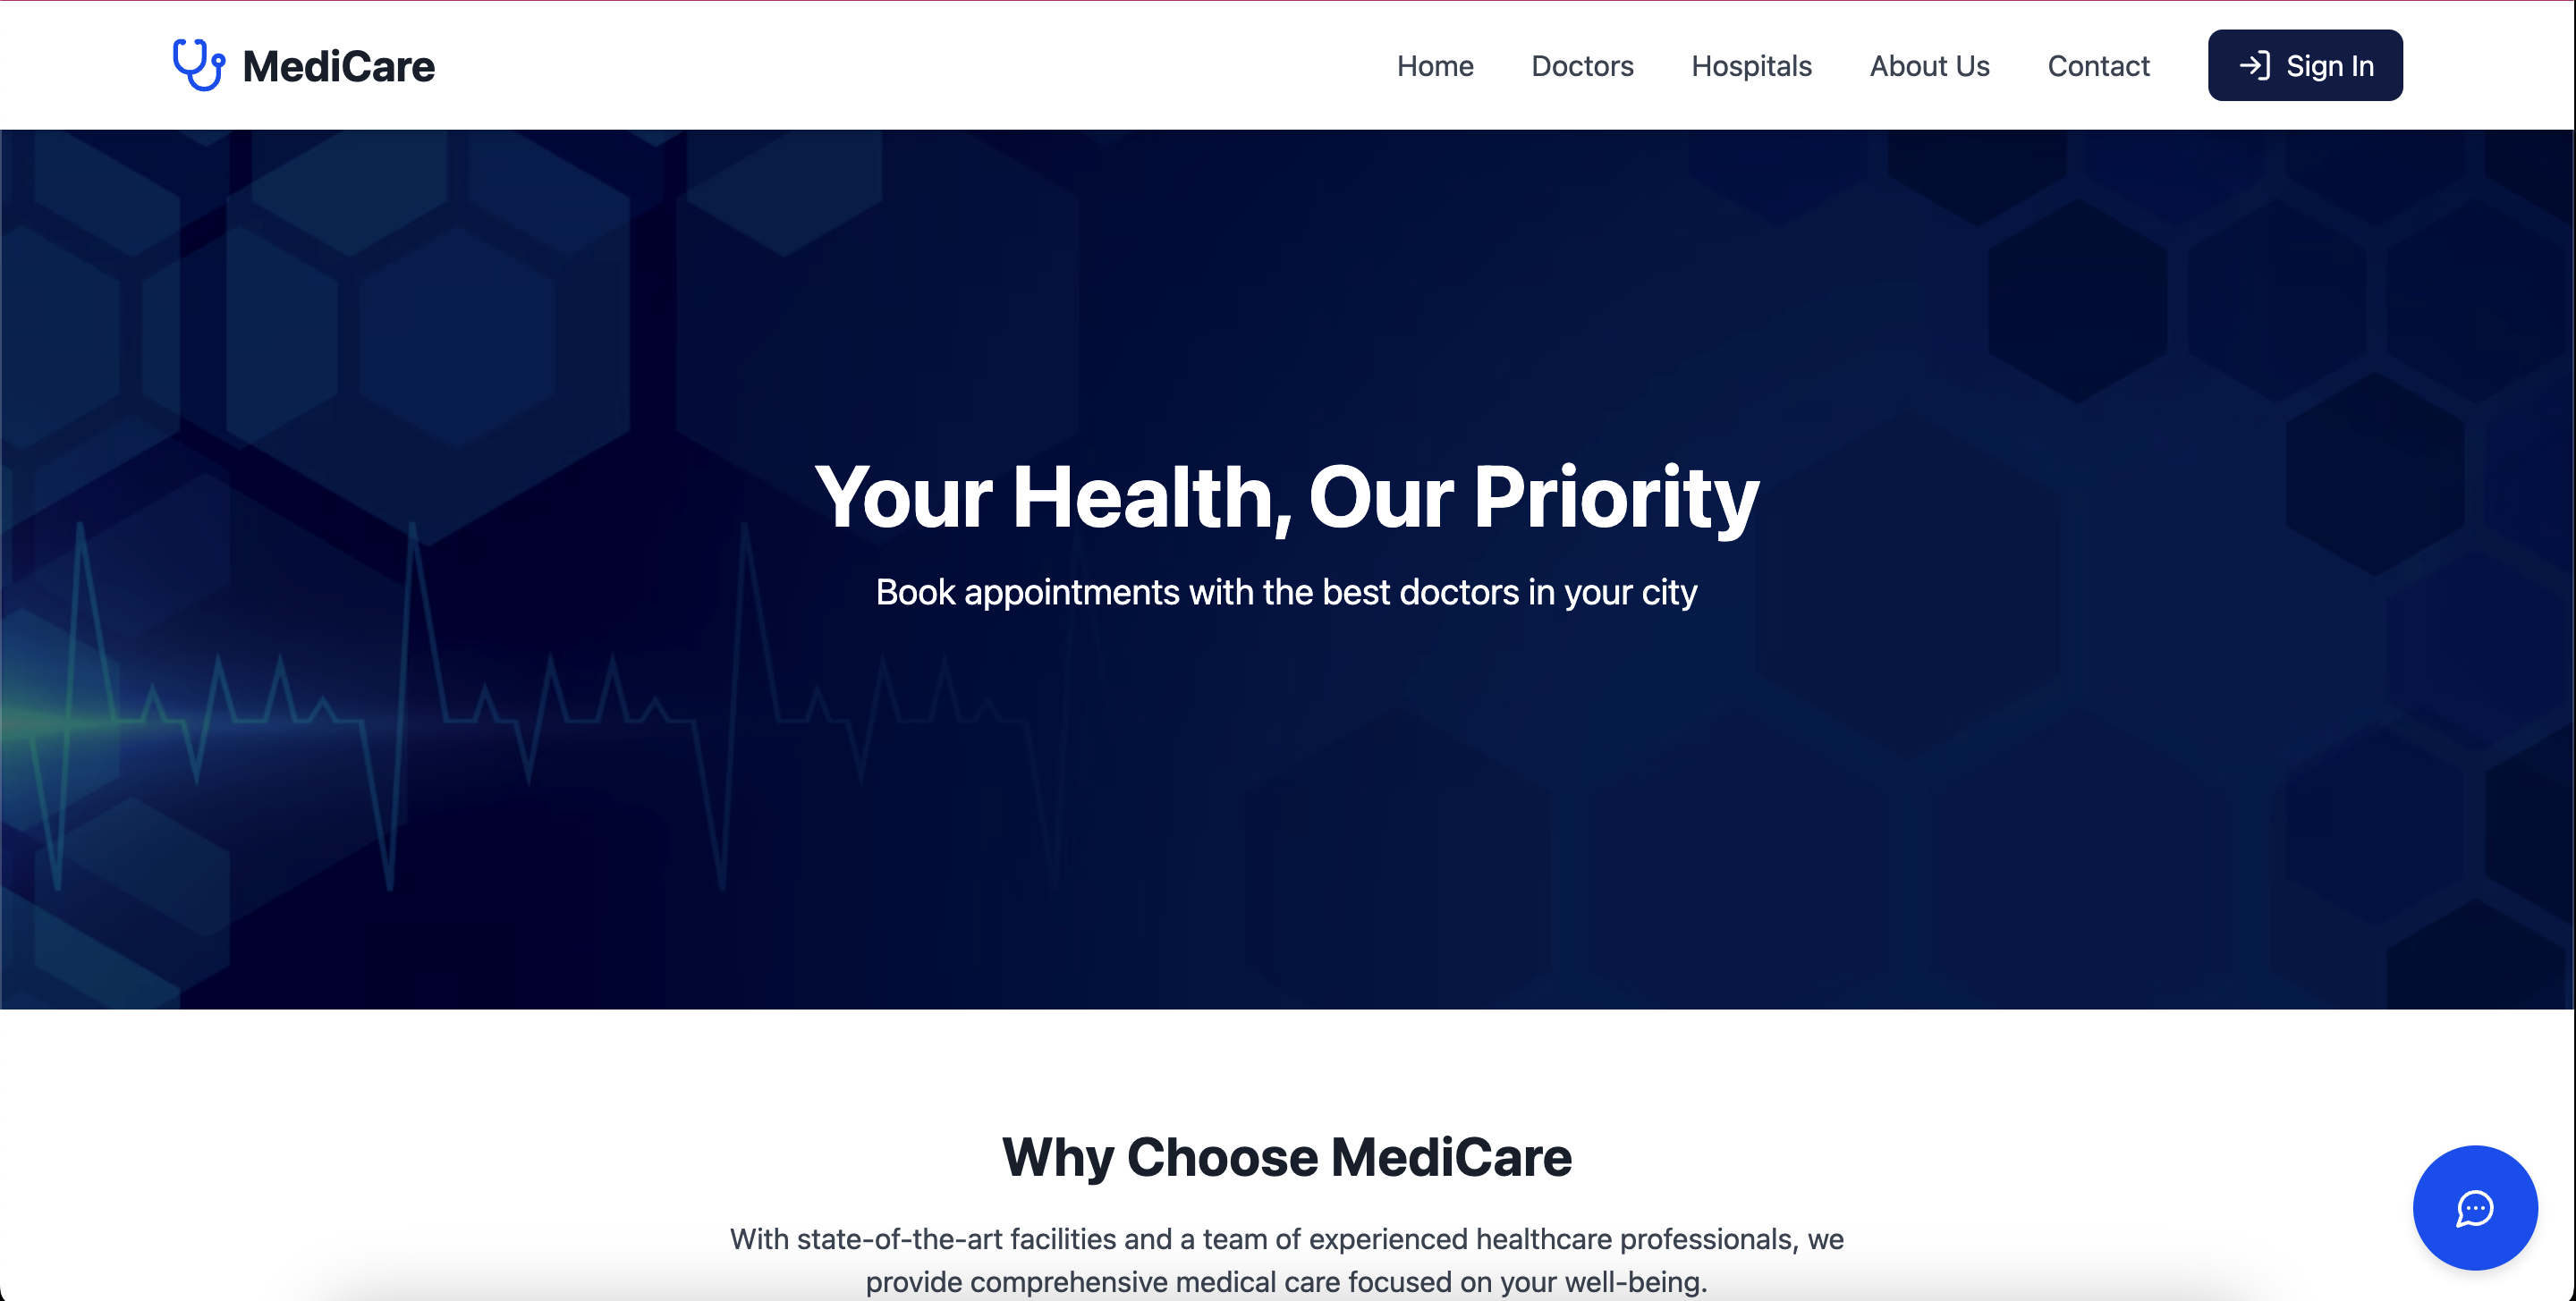 MediCare
Home Doctors Hospitals About Us Contact Sign In
Your Health, Our Priority
Book appointments with the best doctors in your city
Why Choose MediCare
With state-of-the-art facilities and a team of experienced healthcare professionals, we
provide comprehensive medical care focused on your well-being.